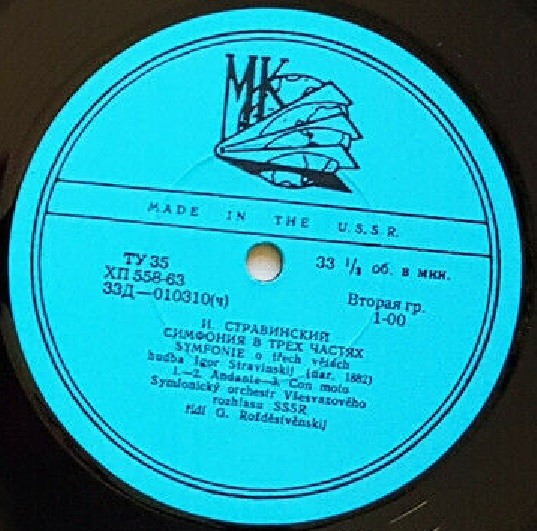 МК
MADE IN THE U.S.S.R.
ТУ 35
ХП 558-63
33Д—010310(ч)
33 1/3 об. в мин.
Вторая гр.
1-00
И. СТРАВИНСКИЙ
СИМФОНИЯ В ТРЕХ ЧАСТЯХ
SYMFONIE o třech větách
hudba Igor Stravinskij (nar. 1882)
1.—2. Andante—3. Con moto
Symfonický orchestr Všesvazového
rozhlasu SSSR
řídí G. Rožděstvěnskij